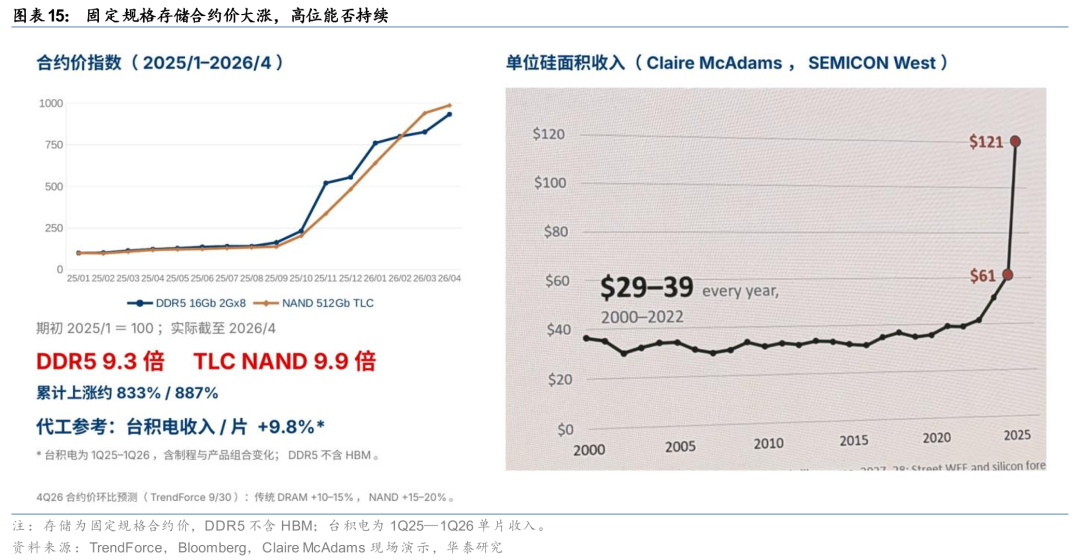 图表15： 固定规格存储合约价大涨，高位能否持续
合约价指数（ 2025/1–2026/4 ）
1000
750
500
250
0
25/01 25/02 25/03 25/04 25/05 25/06 25/07 25/08 25/09 25/10 25/11 25/12 26/01 26/02 26/03 26/04
DDR5 16Gb 2Gx8 NAND 512Gb TLC
期初 2025/1 ＝ 100 ；实际截至 2026/4
DDR5 9.3 倍 TLC NAND 9.9 倍
累计上涨约 833% / 887%
代工参考：台积电收入 / 片 +9.8%*
* 台积电为 1Q25–1Q26 ，含制程与产品组合变化； DDR5 不含 HBM 。
4Q26 合约价环比预测（ TrendForce 9/30 ）：传统 DRAM +10–15% ， NAND +15–20% 。
单位硅面积收入（ Claire McAdams ， SEMICON West ）
$120
$100
$80
$60
$40
$20
$0
$121
$61
$29–39 every year,
2000–2022
2000 2005 2010 2015 2020 2025
2027-28: Street WFE and silicon fore
注：存储为固定规格合约价，DDR5 不含 HBM；台积电为 1Q25—1Q26 单片收入。
资料来源：TrendForce，Bloomberg，Claire McAdams 现场演示，华泰研究